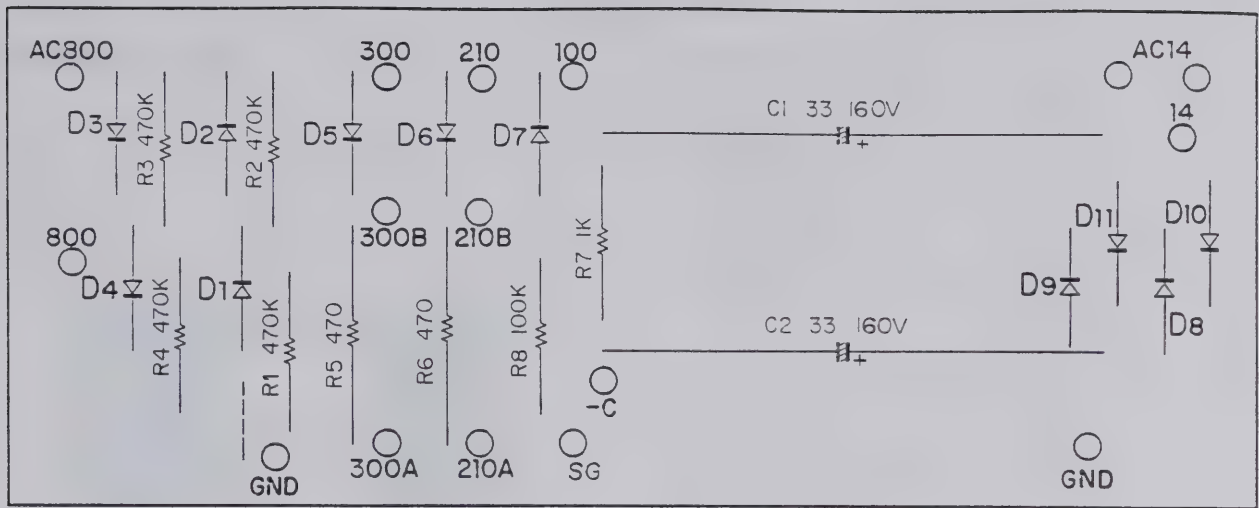 AC800
300
210
100
AC14
C1 33 160V
14
D3
R3 470K
D2
R2 470K
D5
D6
D7
800
300B
210B
R7 1K
D11
D10
D4
R4 470K
D1
R1 470K
R5 470
R6 470
R8 100K
D9
D8
C2 33 160V
-C
GND
300A
210A
SG
GND